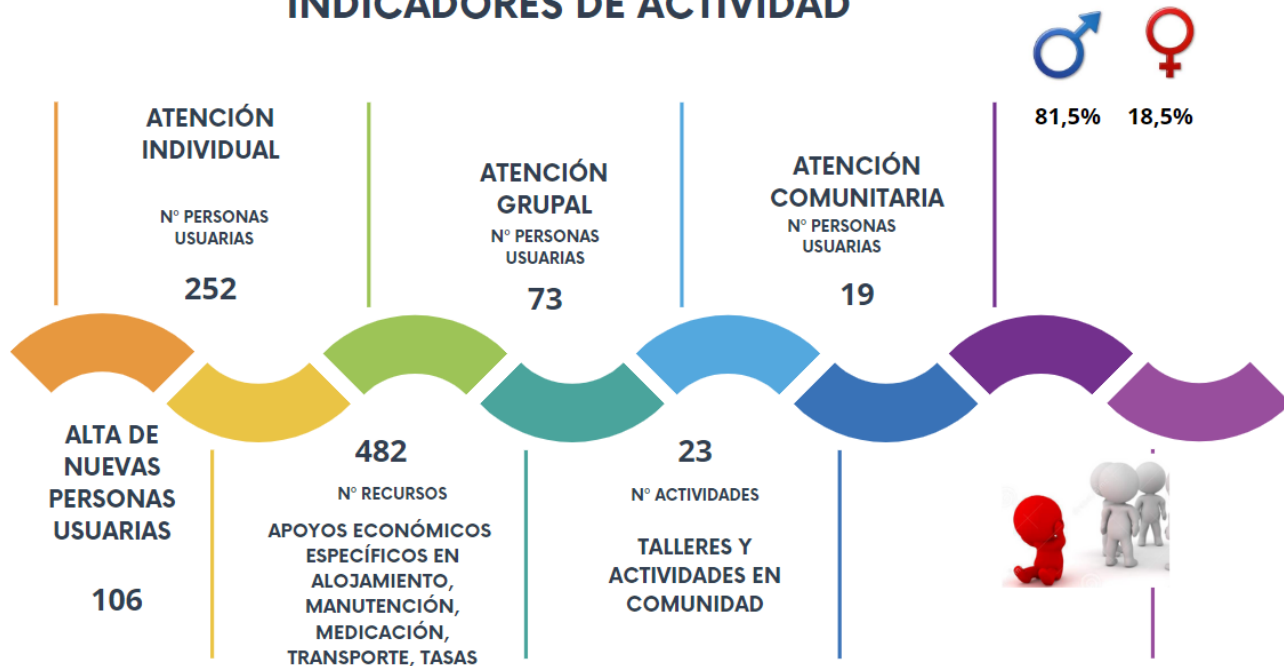 INDICADORES DE ACTIVIDAD
81,5%
18,5%
ATENCIÓN
INDIVIDUAL
Nº PERSONAS
USUARIAS
252
ATENCIÓN
GRUPAL
Nº PERSONAS
USUARIAS
73
ATENCIÓN
COMUNITARIA
Nº PERSONAS
USUARIAS
19
ALTA DE
NUEVAS
PERSONAS
USUARIAS
106
482
Nº RECURSOS
APOYOS ECONÓMICOS
ESPECÍFICOS EN
ALOJAMIENTO,
MANUTENCIÓN,
MEDICACIÓN,
TRANSPORTE, TASAS
23
Nº ACTIVIDADES
TALLERES Y
ACTIVIDADES EN
COMUNIDAD